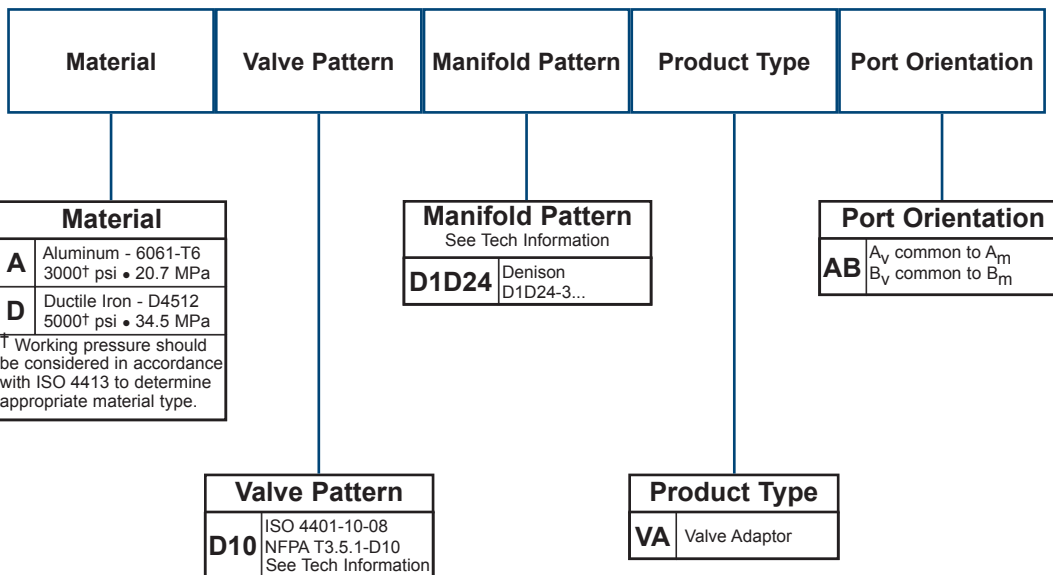 Material
Valve Pattern
Manifold Pattern
Product Type
Port Orientation
Material
A
Aluminum - 6061-T6
3000† psi • 20.7 MPa
D
Ductile Iron - D4512
5000† psi • 34.5 MPa
† Working pressure should
be considered in accordance
with ISO 4413 to determine
appropriate material type.
Manifold Pattern
See Tech Information
D1D24
Denison
D1D24-3...
Port Orientation
AB
Av common to Am
Bv common to Bm
Valve Pattern
D10
ISO 4401-10-08
NFPA T3.5.1-D10
See Tech Information
Product Type
VA
Valve Adaptor